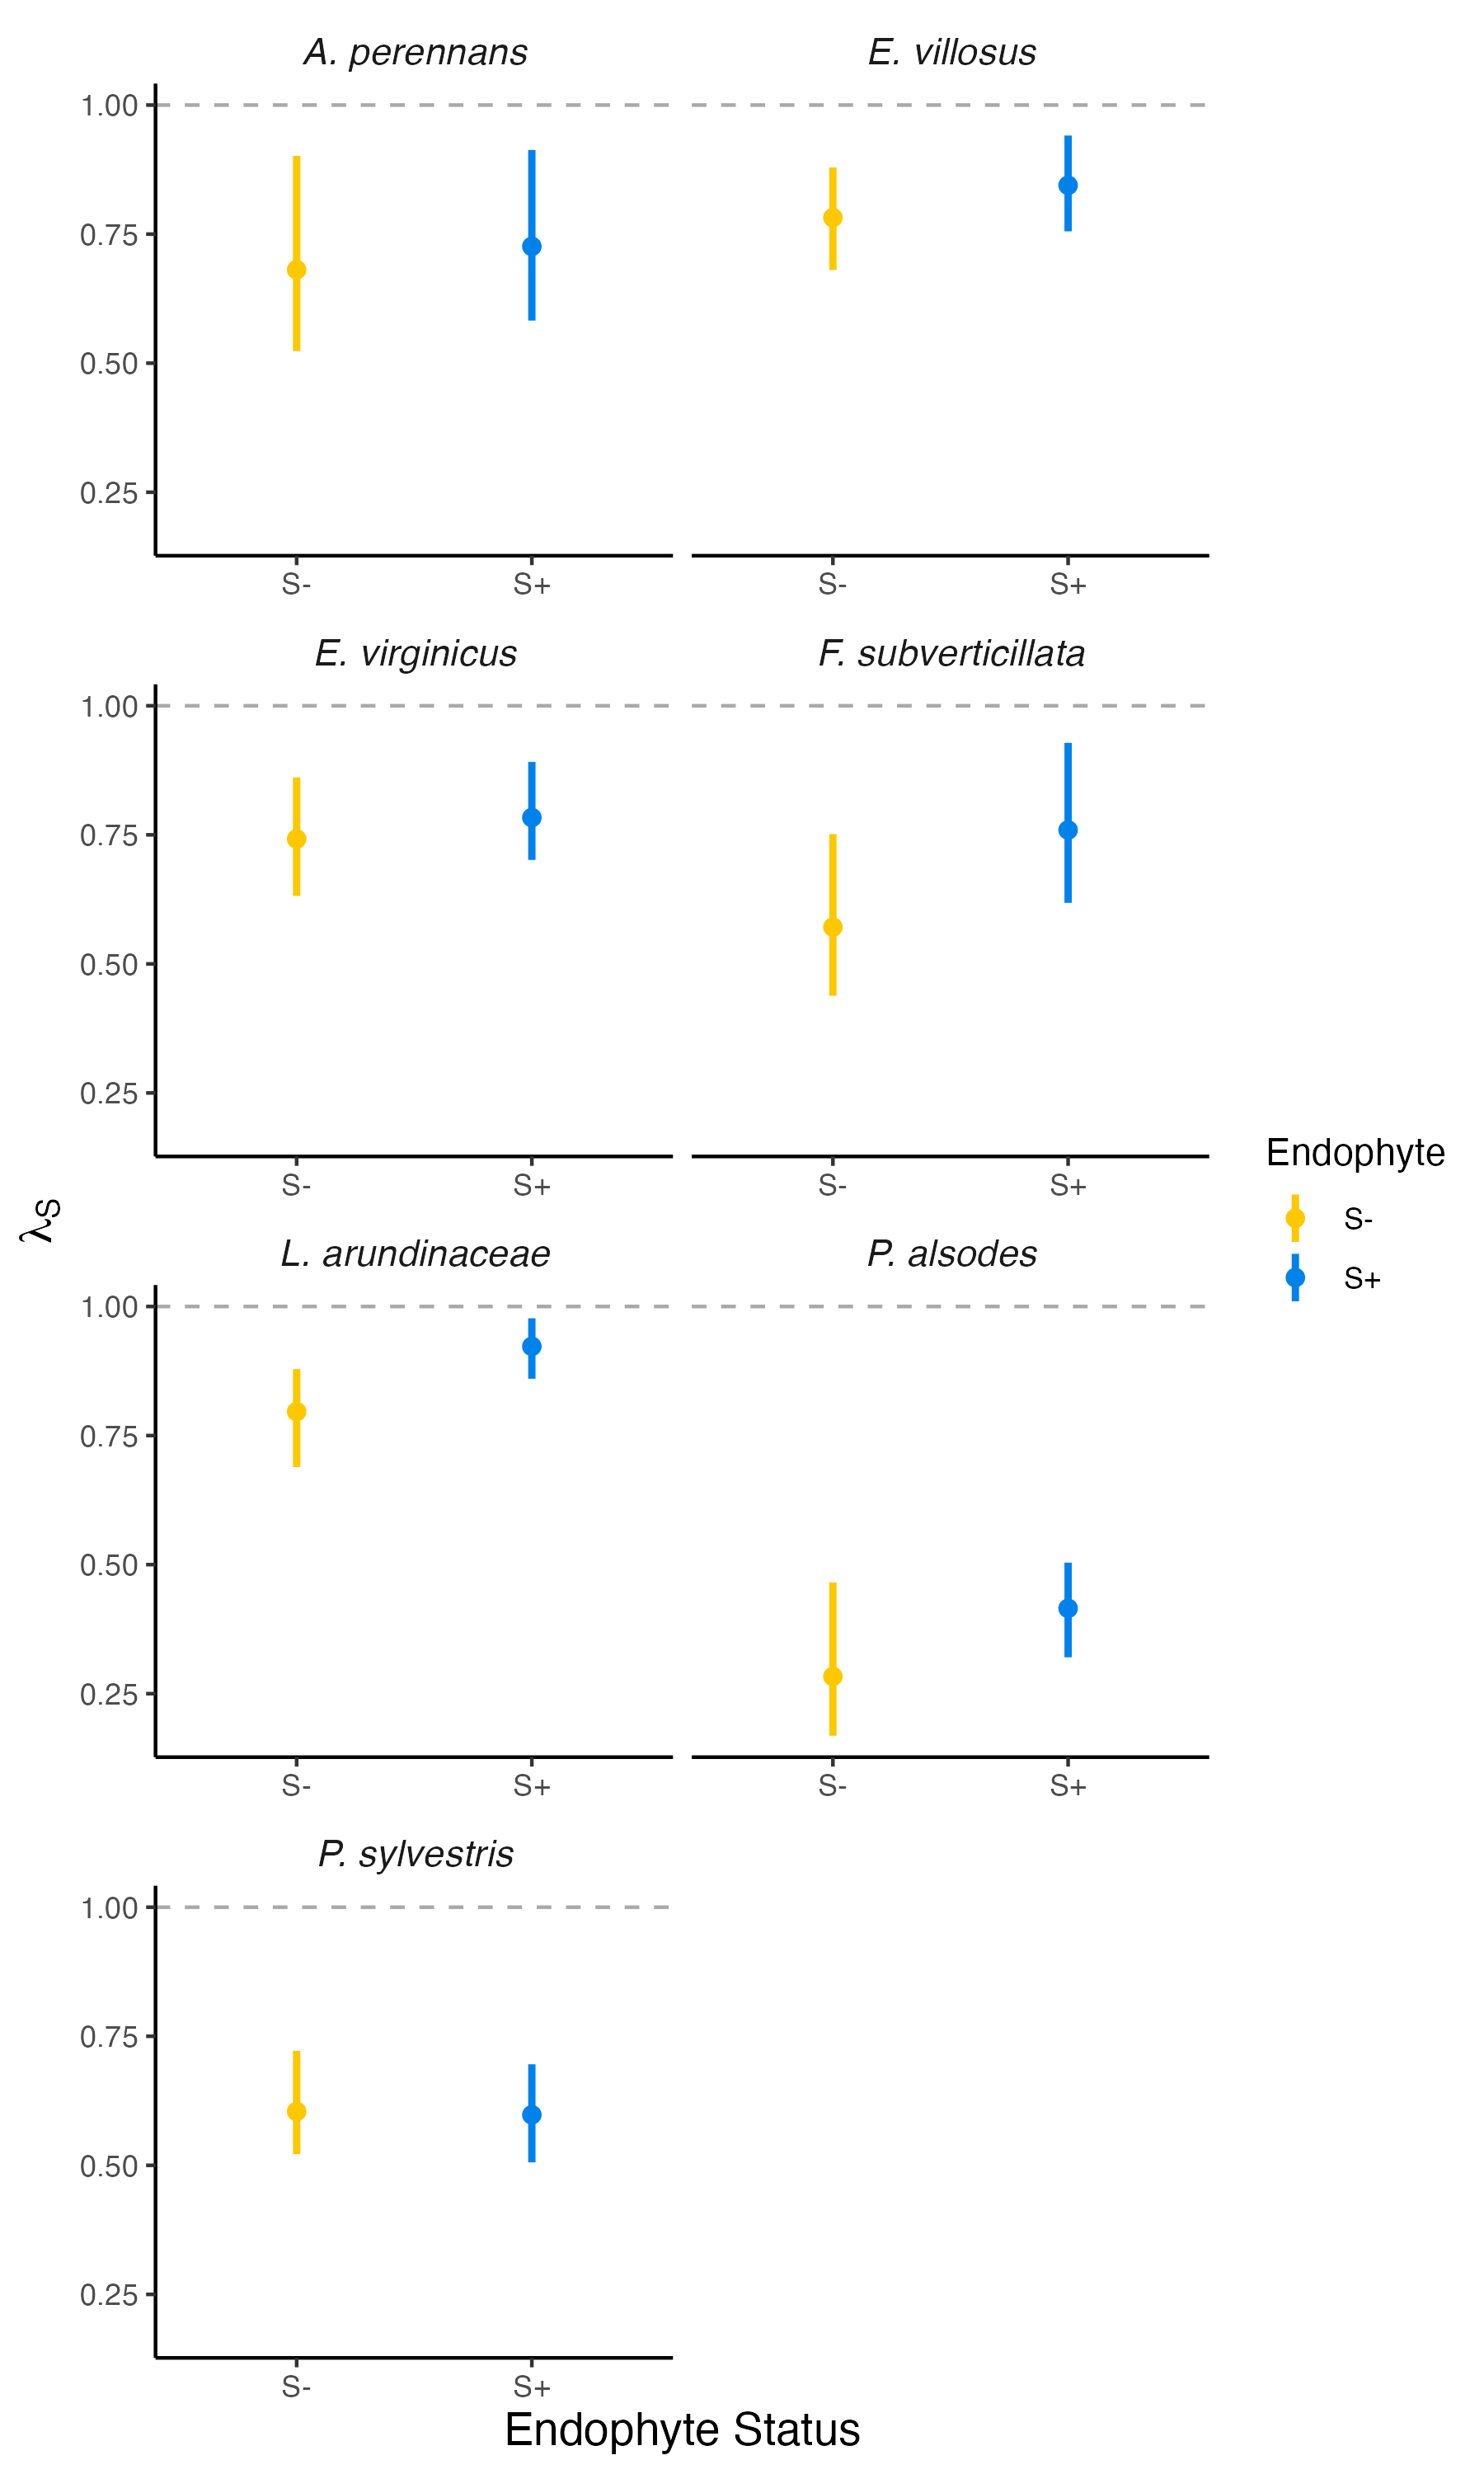 A. perennans
E. villosus
1.00
0.75
0.50
0.25
S-
S+
S-
S+
E. virginicus
F. subverticillata
1.00
0.75
0.50
0.25
S-
S+
S-
S+
λS
Endophyte
S-
S+
L. arundinaceae
P. alsodes
1.00
0.75
0.50
0.25
S-
S+
S-
S+
P. sylvestris
1.00
0.75
0.50
0.25
S-
S+
Endophyte Status